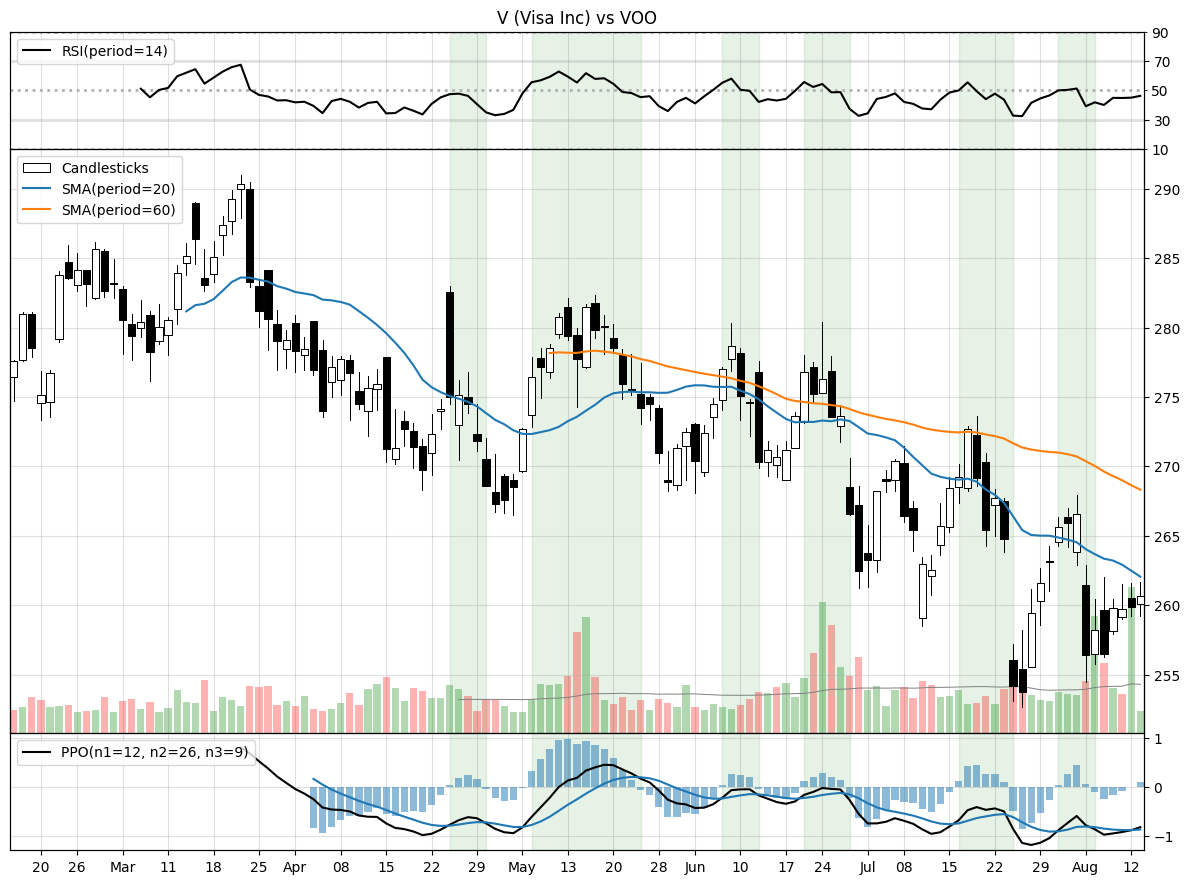 V (Visa Inc) vs VOO
RSI(period=14)
90
70
50
30
10
Candlesticks
SMA(period=20)
SMA(period=60)
290
285
280
275
270
265
260
255
PPO(n1=12, n2=26, n3=9)
1
0
−1
20 26 Mar 11 18 25 Apr 08 15 22 29 May 13 20 28 Jun 10 17 24 Jul 08 15 22 29 Aug 12